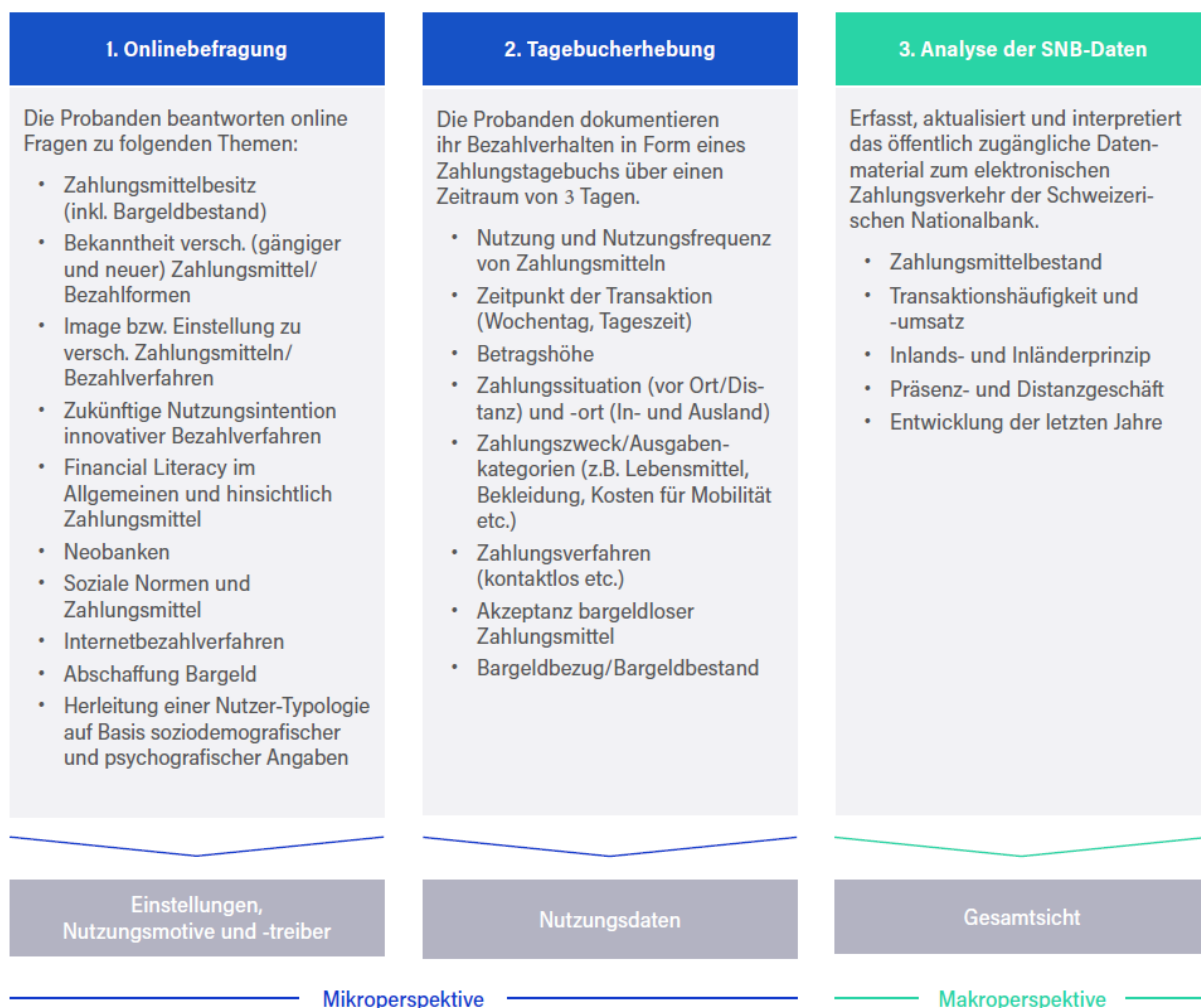 1. Onlinebefragung
Die Probanden beantworten online
Fragen zu folgenden Themen:
• Zahlungsmittelbesitz
(inkl. Bargeldbestand)
• Bekanntheit versch. (gängiger
und neuer) Zahlungsmittel/
Bezahlformen
• Image bzw. Einstellung zu
versch. Zahlungsmitteln/
Bezahlverfahren
• Zukünftige Nutzungsintention
innovativer Bezahlverfahren
• Financial Literacy im
Allgemeinen und hinsichtlich
Zahlungsmittel
• Neobanken
• Soziale Normen und
Zahlungsmittel
• Internetbezahlverfahren
• Abschaffung Bargeld
• Herleitung einer Nutzer-Typologie
auf Basis soziodemografischer
und psychografischer Angaben
Einstellungen,
Nutzungsmotive und -treiber
2. Tagebucherhebung
Die Probanden dokumentieren
ihr Bezahlverhalten in Form eines
Zahlungstagebuchs über einen
Zeitraum von 3 Tagen.
• Nutzung und Nutzungsfrequenz
von Zahlungsmitteln
• Zeitpunkt der Transaktion
(Wochentag, Tageszeit)
• Betragshöhe
• Zahlungssituation (vor Ort/Dis-
tanz) und -ort (In- und Ausland)
• Zahlungszweck/Ausgaben-
kategorien (z.B. Lebensmittel,
Bekleidung, Kosten für Mobilität
etc.)
• Zahlungsverfahren
(kontaktlos etc.)
• Akzeptanz bargeldloser
Zahlungsmittel
• Bargeldbezug/Bargeldbestand
Nutzungsdaten
Mikroperspektive
3. Analyse der SNB-Daten
Erfasst, aktualisiert und interpretiert
das öffentlich zugängliche Daten-
material zum elektronischen
Zahlungsverkehr der Schweizeri-
schen Nationalbank.
• Zahlungsmittelbestand
• Transaktionshäufigkeit und
-umsatz
• Inlands- und Inländerprinzip
• Präsenz- und Distanzgeschäft
• Entwicklung der letzten Jahre
Gesamtsicht
Makroperspektive